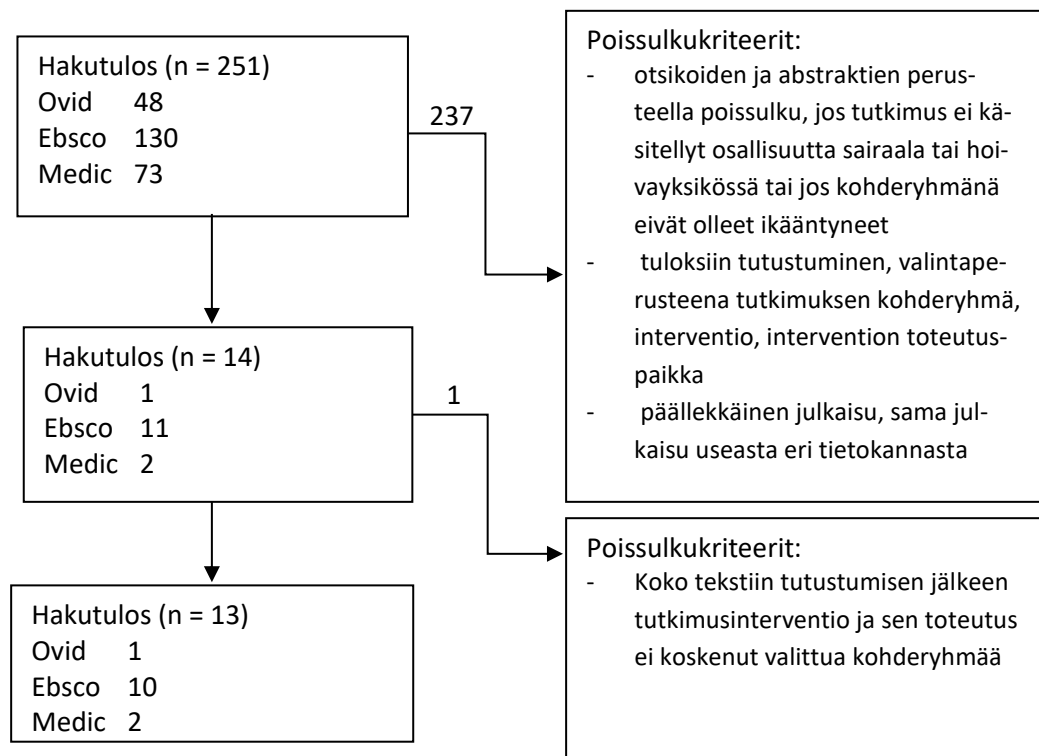 Hakutulos (n = 251)
Ovid 48
Ebsco 130
Medic 73
237
Poissulkukriteerit:
- otsikoiden ja abstraktien perus-
teella poissulku, jos tutkimus ei kä-
sitellyt osallisuutta sairaala tai hoi-
vayksikössä tai jos kohderyhmänä
eivät olleet ikääntyneet
- tuloksiin tutustuminen, valintape-
rusteena tutkimuksen kohderyhmä,
interventio, intervention toteutus-
paikka
- päällekkäinen julkaisu, sama jul-
kaisu useasta eri tietokannasta
Hakutulos (n = 14)
Ovid 1
Ebsco 11
Medic 2
1
Poissulkukriteerit:
- Koko tekstiin tutustumisen jälkeen
tutkimusinterventio ja sen toteutus
ei koskenut valittua kohderyhmää
Hakutulos (n = 13)
Ovid 1
Ebsco 10
Medic 2